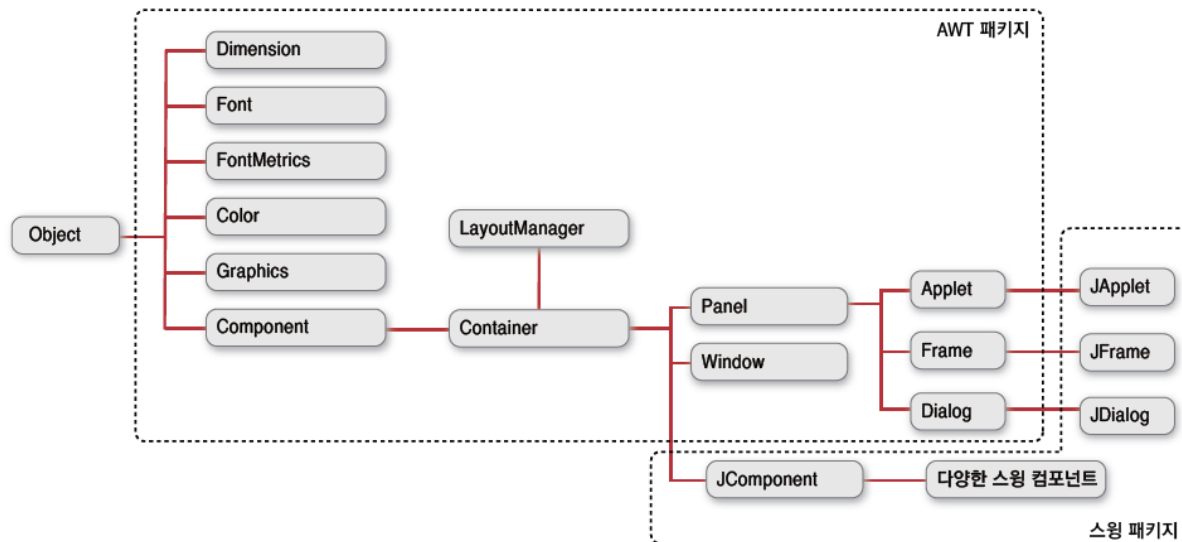 AWT 패키지
Dimension
Font
FontMetrics
Color
Object
LayoutManager
Graphics
Applet
JApplet
Panel
Component
Container
Window
Frame
JFrame
Dialog
JDialog
JComponent
다양한 스윙 컴포넌트
스윙 패키지